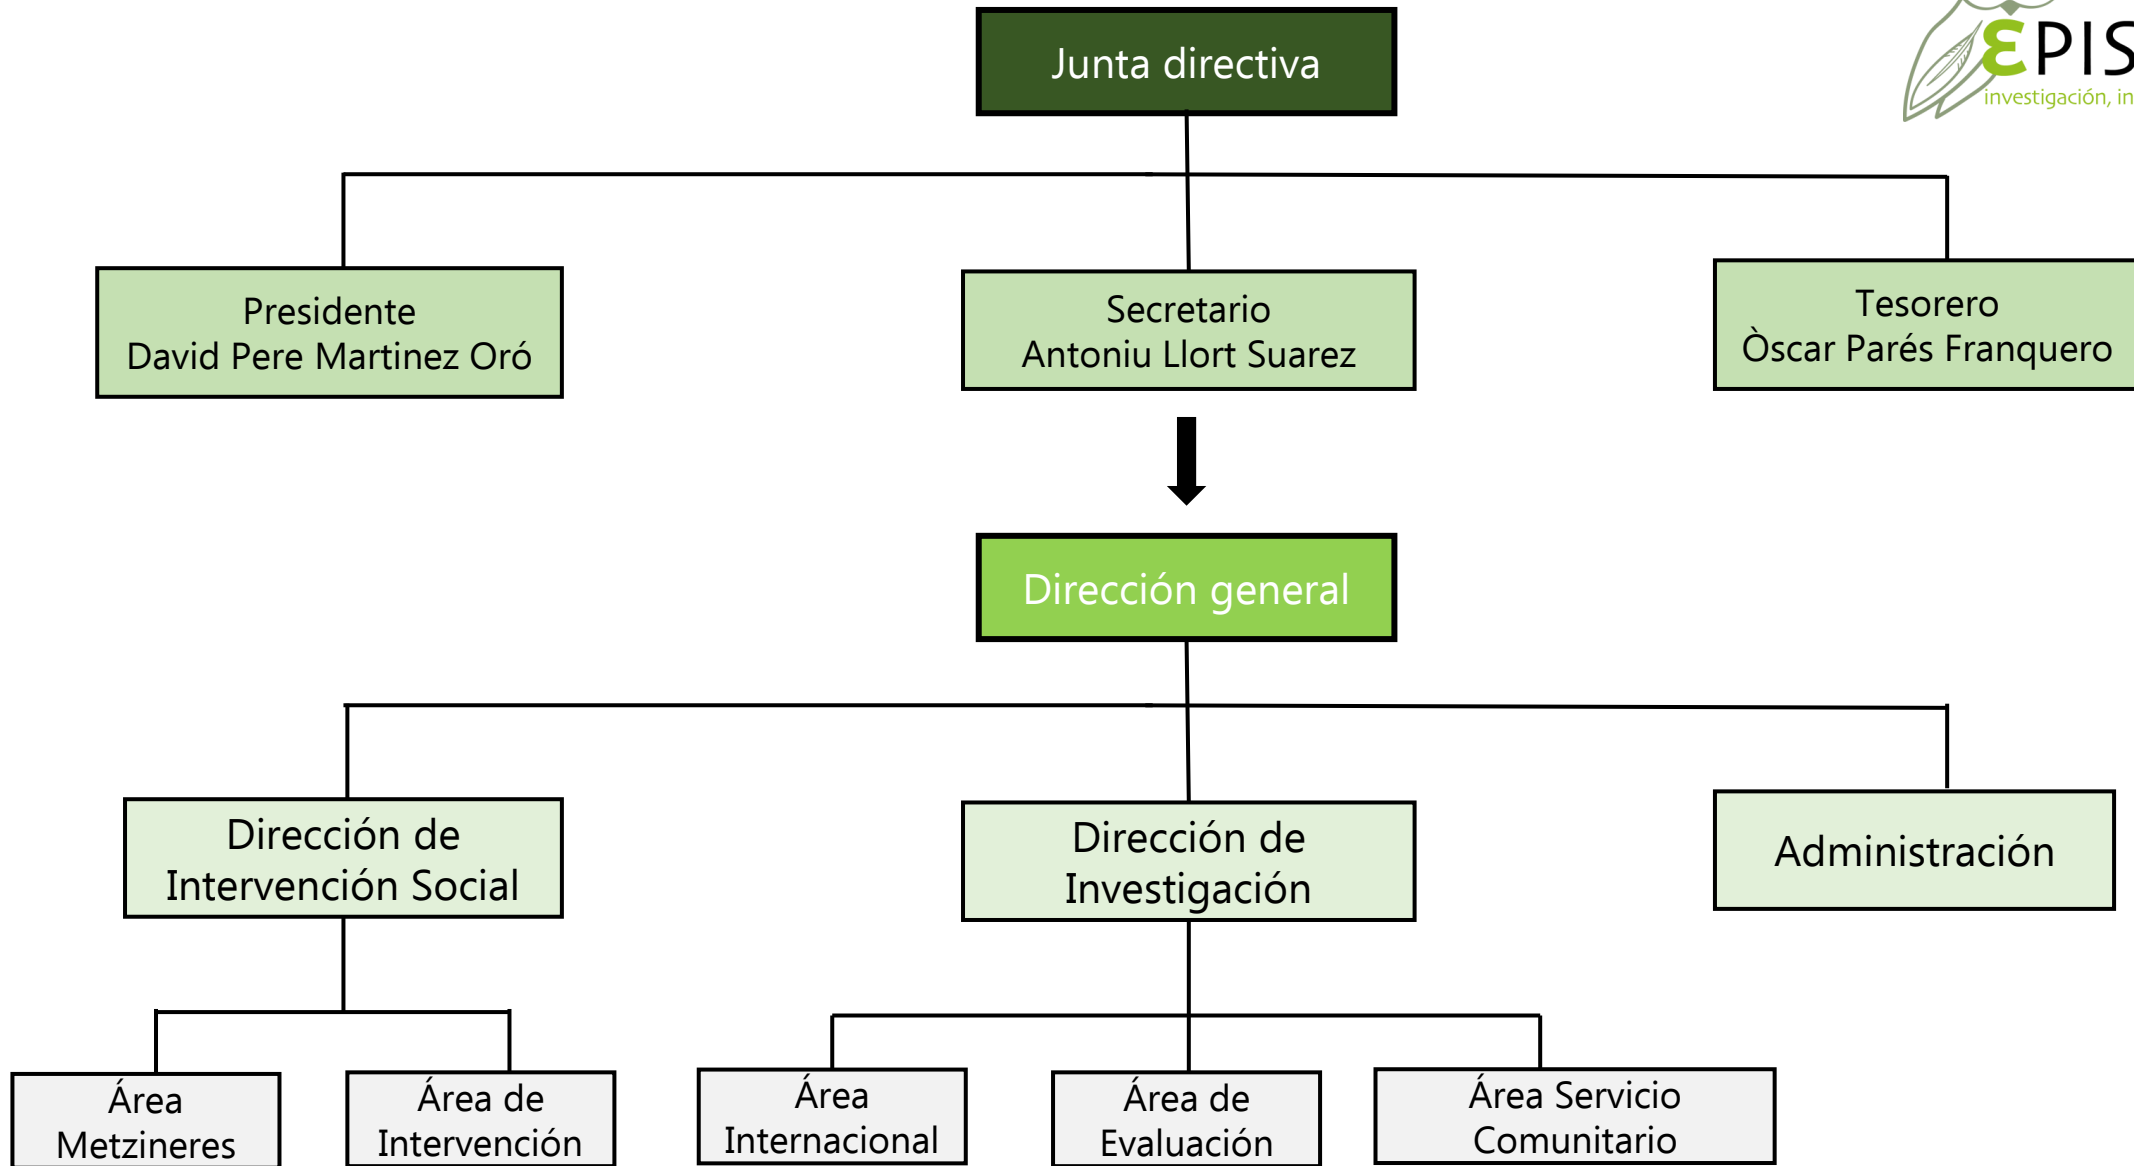 Junta directiva
εPIS
investigación, in
Presidente
David Pere Martinez Oró
Secretario
Antoniu Llort Suarez
Tesorero
Òscar Parés Franquero
Dirección general
Dirección de
Intervención Social
Dirección de
Investigación
Administración
Área
Metzineres
Área de
Intervención
Área
Internacional
Área de
Evaluación
Área Servicio
Comunitario